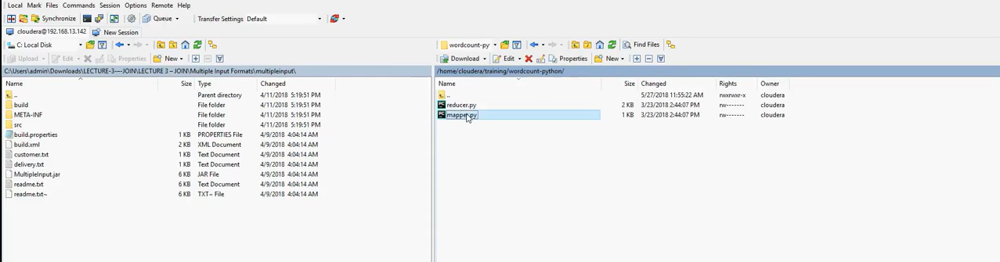 Local Mark Files Commands Session Options Remote Help
Synchronize Queue Transfer Settings Default
cloudera@192.168.13.142 New Session
C: Local Disk
Upload Edit Properties New
C:\Users\admin\Downloads\LECTURE-3----JOIN\LECTURE 3 – JOIN\Multiple Input Formats\multipleinput\
Name Size Type Changed
.. Parent directory 4/11/2018 5:19:51 PM
build File folder 4/11/2018 5:19:51 PM
META-INF File folder 4/11/2018 5:19:51 PM
src File folder 4/11/2018 5:19:51 PM
build.properties 1 KB PROPERTIES File 4/9/2018 4:04:14 AM
build.xml 2 KB XML Document 4/9/2018 4:04:14 AM
customer.txt 1 KB Text Document 4/9/2018 4:04:14 AM
delivery.txt 1 KB Text Document 4/9/2018 4:04:14 AM
MultipleInput.jar 6 KB JAR File 4/9/2018 4:04:14 AM
readme.txt 6 KB Text Document 4/9/2018 4:04:14 AM
readme.txt~ 6 KB TXT~ File 4/9/2018 4:04:14 AM
wordcount-py Find Files
Download Edit Properties New
/home/cloudera/training/wordcount-python/
Name Size Changed Rights Owner
.. 5/27/2018 11:55:22 AM rwxrwxr-x cloudera
reducer.py 2 KB 3/23/2018 2:44:07 PM rw------- cloudera
mapper.py 1 KB 3/23/2018 2:44:07 PM rw------- cloudera